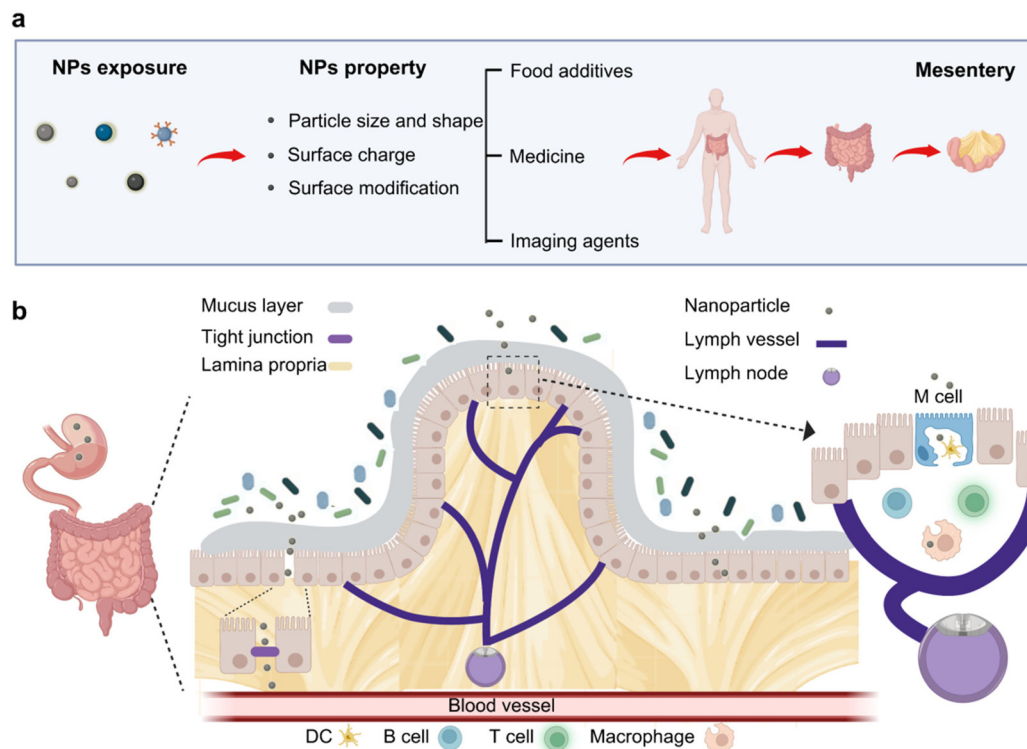 a
NPs exposure
NPs property
Food additives
Mesentery
• Particle size and shape
• Surface charge
Medicine
• Surface modification
Imaging agents
b
Mucus layer
Tight junction
Lamina propria
Nanoparticle
Lymph vessel
Lymph node
M cell
Blood vessel
DC
B cell
T cell
Macrophage